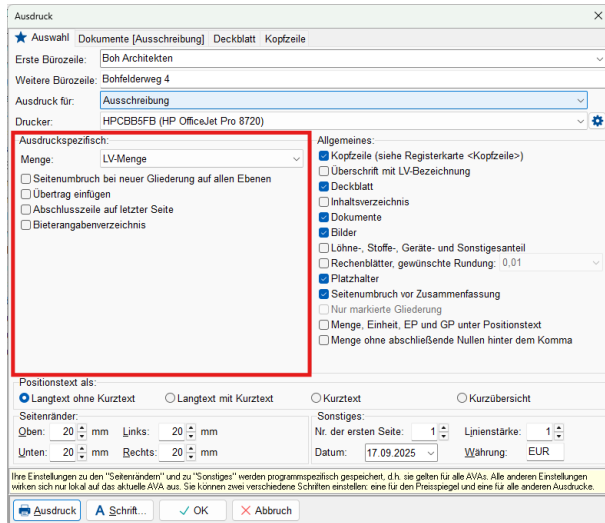 Ausdruck
Auswahl Dokumente [Ausschreibung] Deckblatt Kopfzeile
Erste Bürozeile: Boh Architekten
Weitere Bürozeile: Bohfelderweg 4
Ausdruck für: Ausschreibung
Drucker: HPCBB5FB (HP OfficeJet Pro 8720)
Ausdruckspezifisch:
Menge: LV-Menge
Seitenumbruch bei neuer Gliederung auf allen Ebenen
Übertrag einfügen
Abschlusszeile auf letzter Seite
Bieterangabenverzeichnis
Allgemeines:
Kopfzeile (siehe Registerkarte <Kopfzeile>)
Überschrift mit LV-Bezeichnung
Deckblatt
Inhaltsverzeichnis
Dokumente
Bilder
Löhne-, Stoffe-, Geräte- und Sonstigesanteil
Rechenblätter, gewünschte Rundung: 0,01
Platzhalter
Seitenumbruch vor Zusammenfassung
Nur markierte Gliederung
Menge, Einheit, EP und GP unter Positionstext
Menge ohne abschließende Nullen hinter dem Komma
Positionstext als:
Langtext ohne Kurztext Langtext mit Kurztext Kurztext Kurzübersicht
Seitenränder:
Oben: 20 mm Links: 20 mm
Unten: 20 mm Rechts: 20 mm
Sonstiges:
Nr. der ersten Seite: 1 Linienstärke: 1
Datum: 17.09.2025 Währung: EUR
Ihre Einstellungen zu den "Seitenrändern" und zu "Sonstiges" werden programmspezifisch gespeichert, d.h. sie gelten für alle AVAs. Alle anderen Einstellungen
wirken sich nur lokal auf das aktuelle AVA aus. Sie können zwei verschiedene Schriften einstellen: eine für den Preisspiegel und eine für alle anderen Ausdrucke.
Ausdruck A Schrift... OK Abbruch